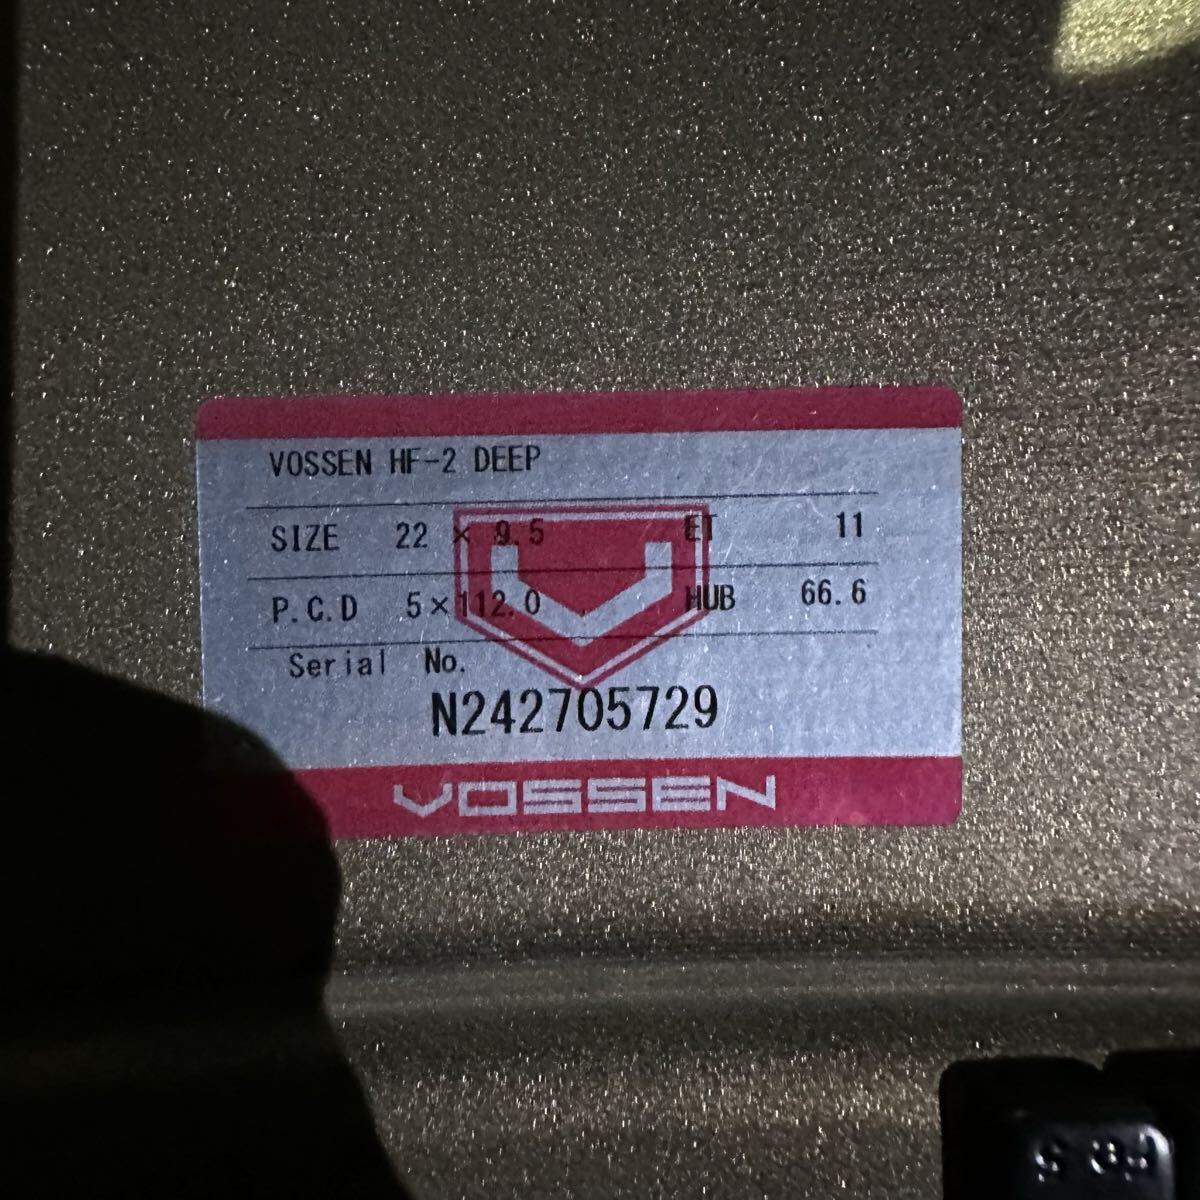 VOSSEN HF-2 DEEP
SIZE 22 × 9.5 ET 11
P.C.D 5×112.0 HUB 66.6
Serial No.
N242705729
VOSSEN